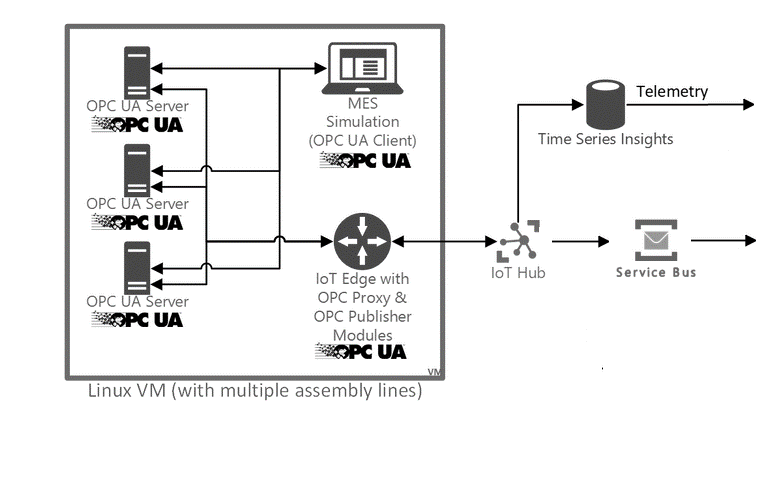 OPC UA Server
OPC UA
OPC UA Server
OPC UA
OPC UA Server
OPC UA
MES
Simulation
(OPC UA Client)
OPC UA
IoT Edge with
OPC Proxy &
OPC Publisher
Modules
OPC UA
VM
Linux VM (with multiple assembly lines)
Telemetry
Time Series Insights
IoT Hub
Service Bus